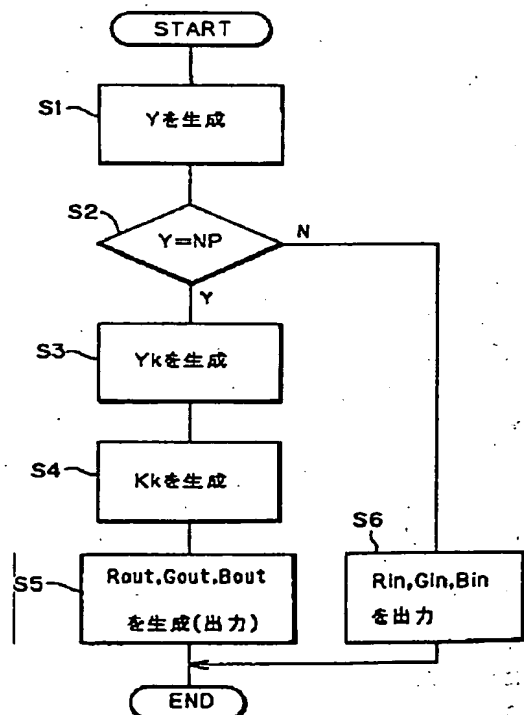 START
S1
Yを生成
S2
Y=NP
N
Y
S3
Ykを生成
S4
Kkを生成
S5
Rout,Gout,Bout
を生成(出力)
S6
Rin,Gin,Bin
を出力
END